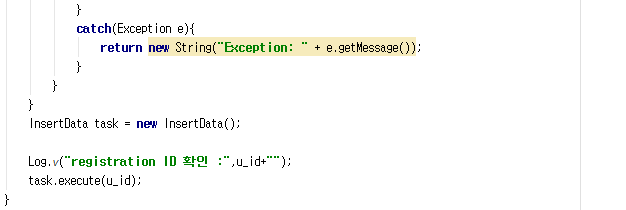 }
catch(Exception e){
return new String("Exception: " + e.getMessage());
}
}
}
InsertData task = new InsertData();
Log.v("registration ID 확인 :",u_id+"");
task.execute(u_id);
}